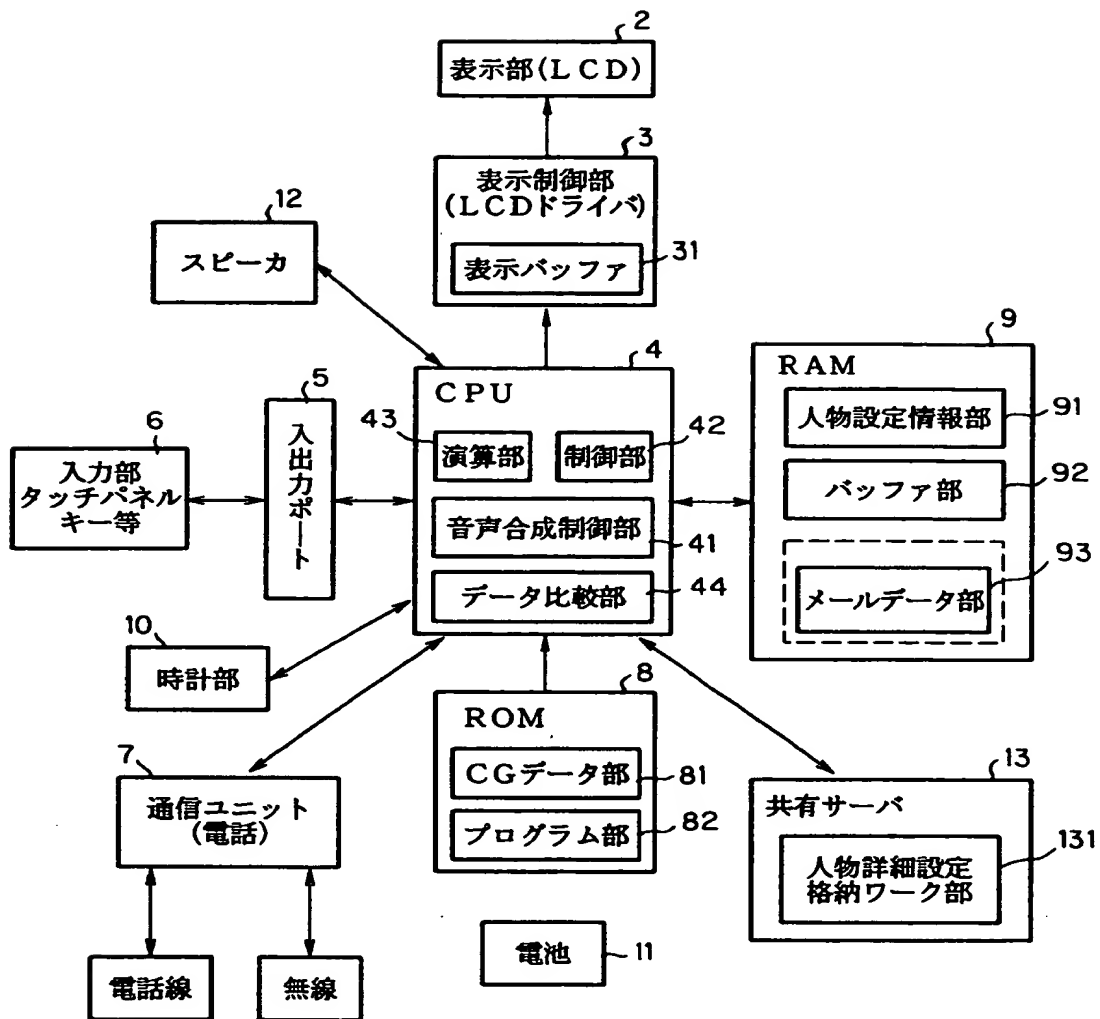 2
表示部(LCD)
3
表示制御部
(LCDドライバ)
表示バッファ
31
12
スピーカ
4
CPU
43
演算部
42
制御部
音声合成制御部
41
データ比較部
44
5
入出力ポート
6
入力部
タッチパネル
キー等
9
RAM
人物設定情報部
91
バッファ部
92
メールデータ部
93
10
時計部
8
ROM
CGデータ部
81
プログラム部
82
7
通信ユニット
(電話)
電話線
無線
13
共有サーバ
人物詳細設定
格納ワーク部
131
電池
11